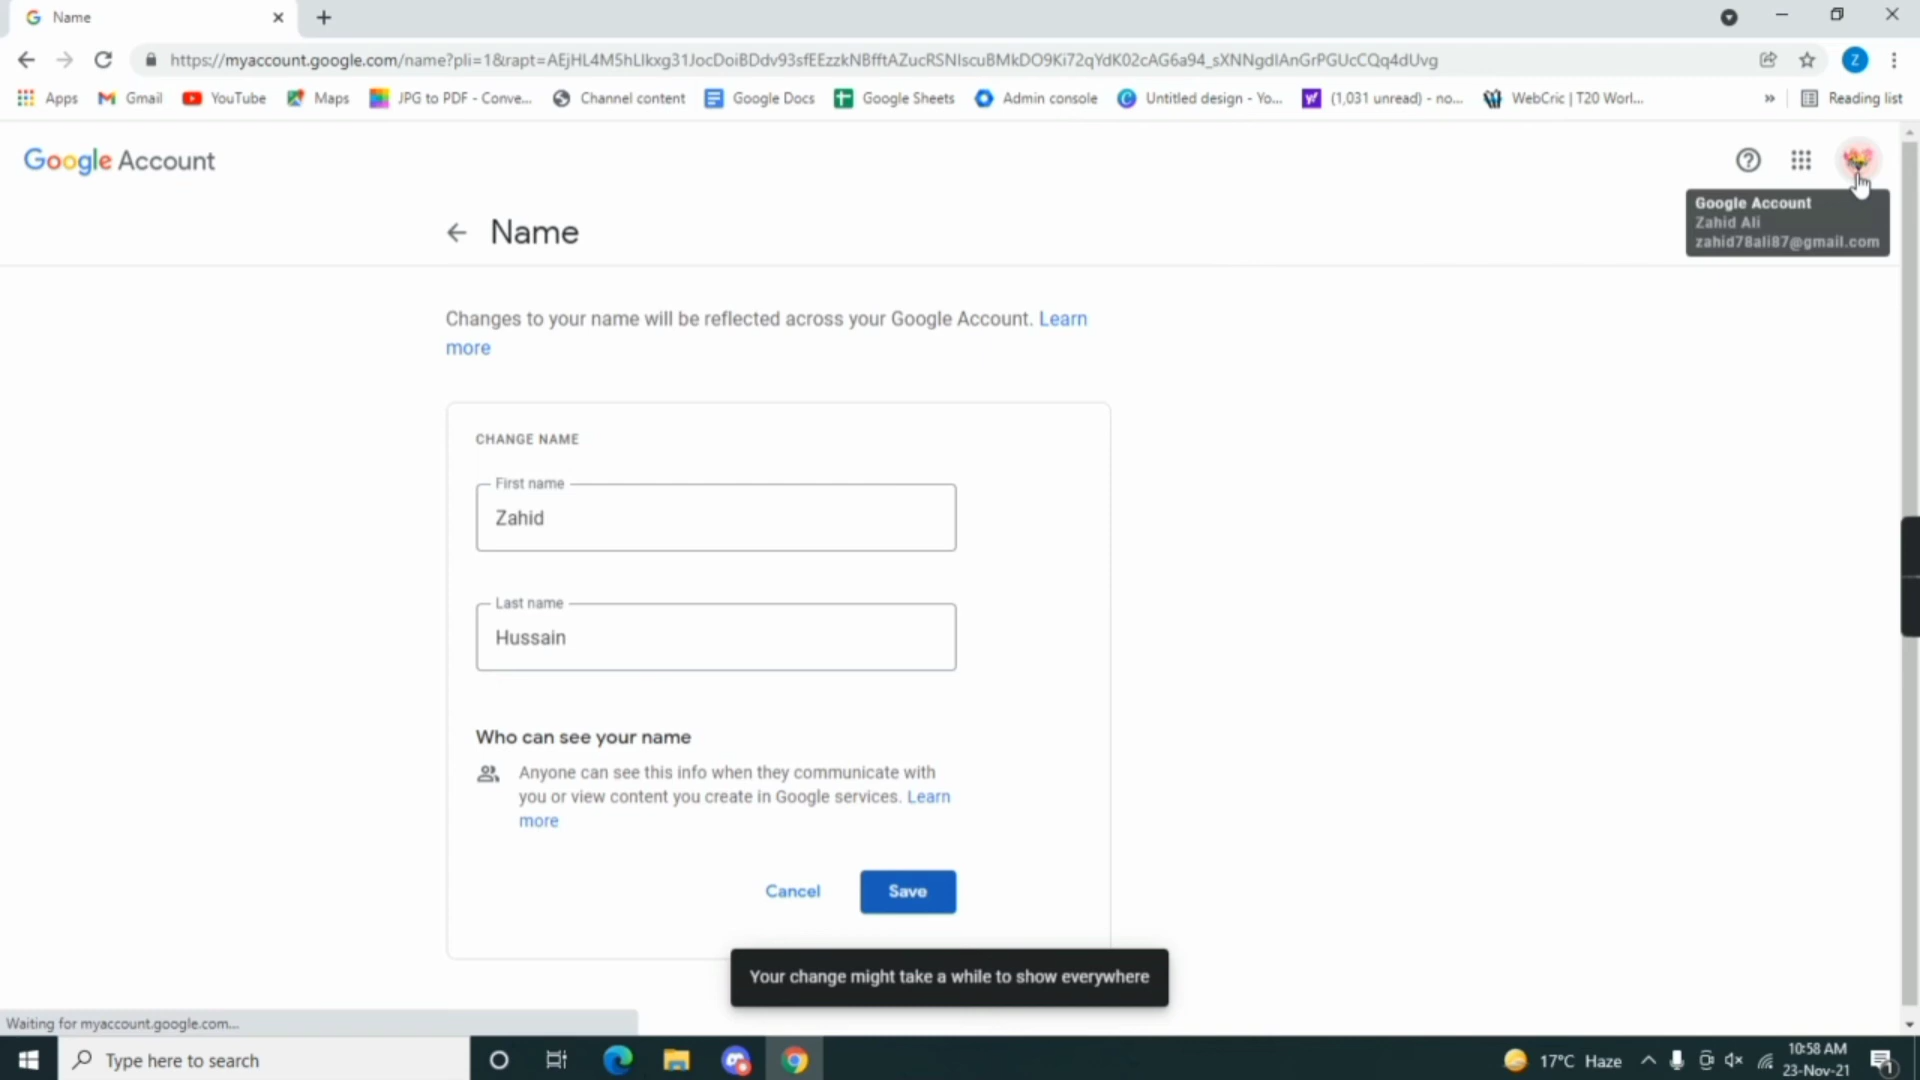 Name
https://myaccount.google.com/name?pli=1&rapt=AEjHL4M5hLlkxg31JocDoiBDdv93sfEEzzkNBfftAZucRSNIscuBMkDO9Ki72qYdK02cAG6a94_sXNNgdIAnGrPGUcCQq4dUvg
Z
Apps Gmail YouTube Maps JPG to PDF - Conve... Channel content Google Docs Google Sheets Admin console Untitled design - Yo... (1,031 unread) - no... WebCric | T20 Worl... » Reading list
Google Account
Google Account
Zahid Ali
zahid78ali87@gmail.com
Name
Changes to your name will be reflected across your Google Account. Learn
more
CHANGE NAME
First name
Zahid
Last name
Hussain
Who can see your name
Anyone can see this info when they communicate with
you or view content you create in Google services. Learn
more
Cancel Save
Your change might take a while to show everywhere
Waiting for myaccount.google.com...
Type here to search
17°C Haze
10:58 AM
23-Nov-21
1